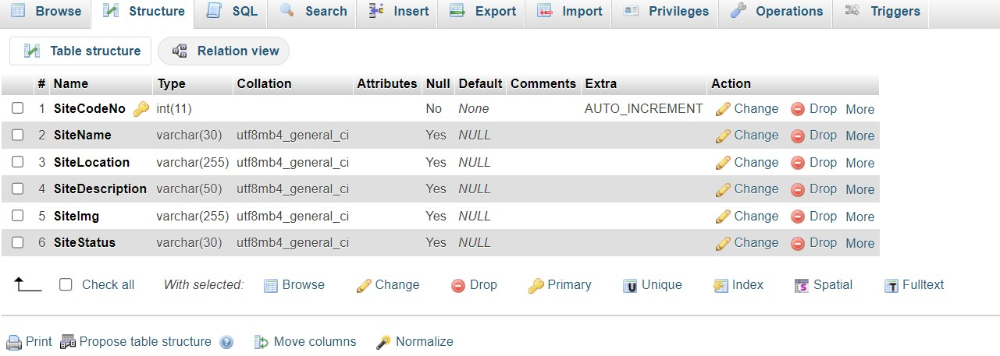 Browse Structure SQL Search Insert Export Import Privileges Operations Triggers
Table structure Relation view
# Name Type Collation Attributes Null Default Comments Extra Action
1 SiteCodeNo int(11) No None AUTO_INCREMENT Change Drop More
2 SiteName varchar(30) utf8mb4_general_ci Yes NULL Change Drop More
3 SiteLocation varchar(255) utf8mb4_general_ci Yes NULL Change Drop More
4 SiteDescription varchar(50) utf8mb4_general_ci Yes NULL Change Drop More
5 SiteImg varchar(255) utf8mb4_general_ci Yes NULL Change Drop More
6 SiteStatus varchar(30) utf8mb4_general_ci Yes NULL Change Drop More
Check all With selected: Browse Change Drop Primary U Unique Index S Spatial T Fulltext
Print Propose table structure ? Move columns Normalize